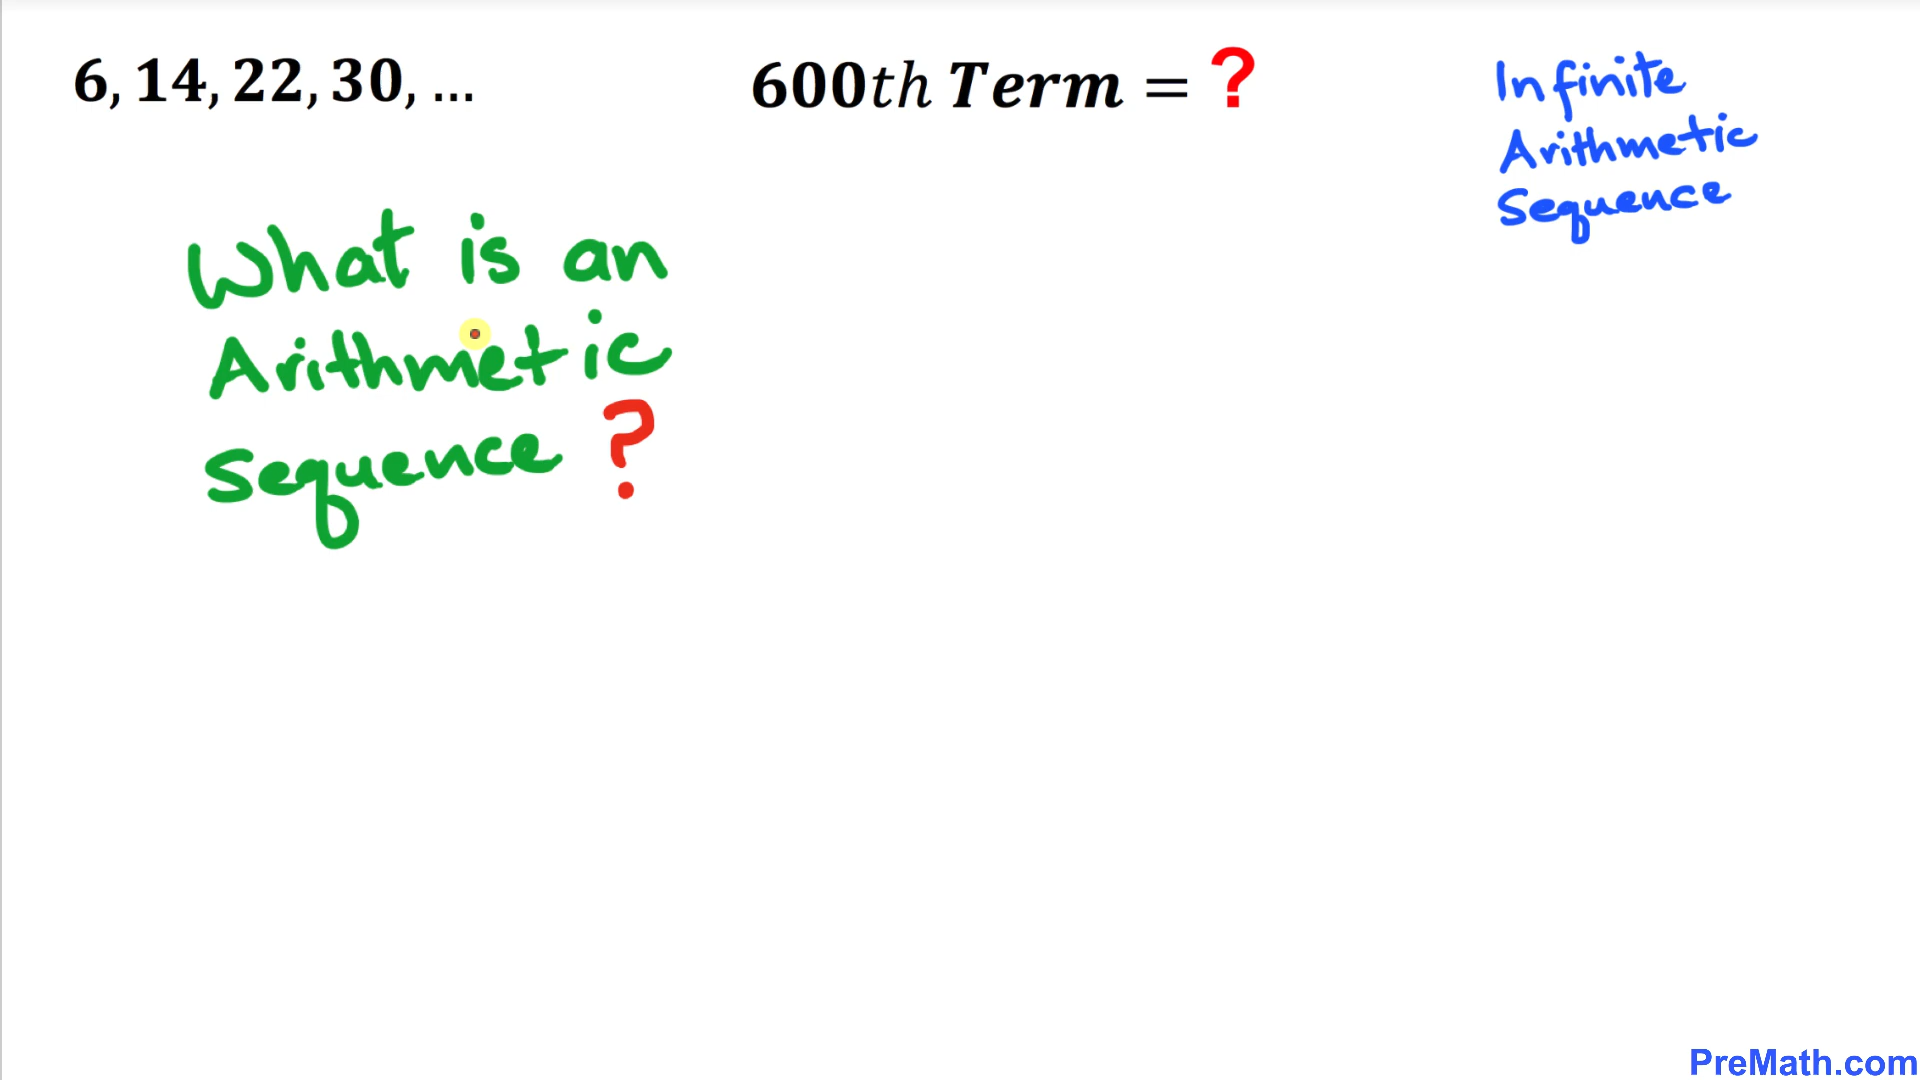 6, 14, 22, 30, ...
600th Term = ?
Infinite
Arithmetic
Sequence
What is an
Arithmetic
Sequence ?
PreMath.com